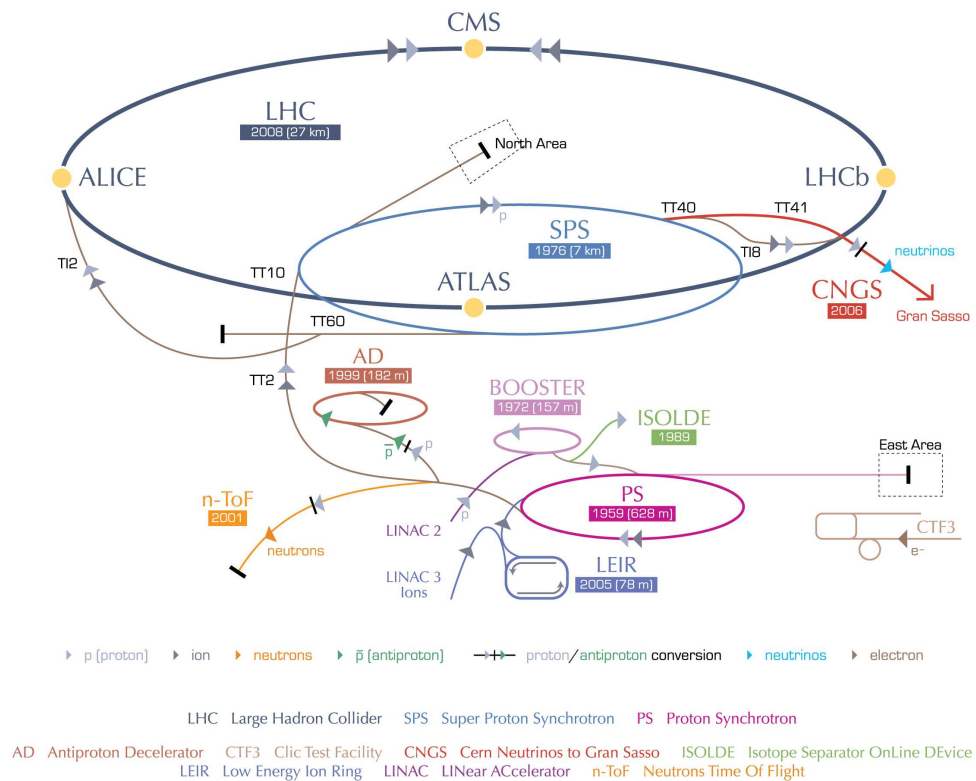 CMS
LHC
2008 (27 km)
North Area
ALICE
LHCb
TT40
TT41
p
SPS
1976 (7 km)
TI8
neutrinos
TI2
TT10
ATLAS
CNGS
2006
Gran Sasso
TT60
AD
1999 (182 m)
TT2
BOOSTER
1972 (157 m)
ISOLDE
1989
p
p̄
East Area
n-ToF
2001
PS
1959 (628 m)
LINAC 2
p
neutrons
CTF3
e–
LEIR
2005 (78 m)
LINAC 3
Ions
p (proton) ion neutrons p̄ (antiproton) proton/antiproton conversion neutrinos electron
LHC Large Hadron Collider SPS Super Proton Synchrotron PS Proton Synchrotron
AD Antiproton Decelerator CTF3 Clic Test Facility CNGS Cern Neutrinos to Gran Sasso ISOLDE Isotope Separator OnLine DEvice
LEIR Low Energy Ion Ring LINAC LINear ACcelerator n-ToF Neutrons Time Of Flight